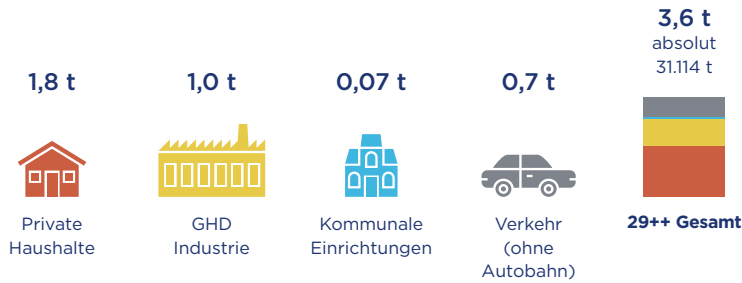 1,8 t
Private
Haushalte
1,0 t
GHD
Industrie
0,07 t
Kommunale
Einrichtungen
0,7 t
Verkehr
(ohne
Autobahn)
3,6 t
absolut
31.114 t
29++ Gesamt